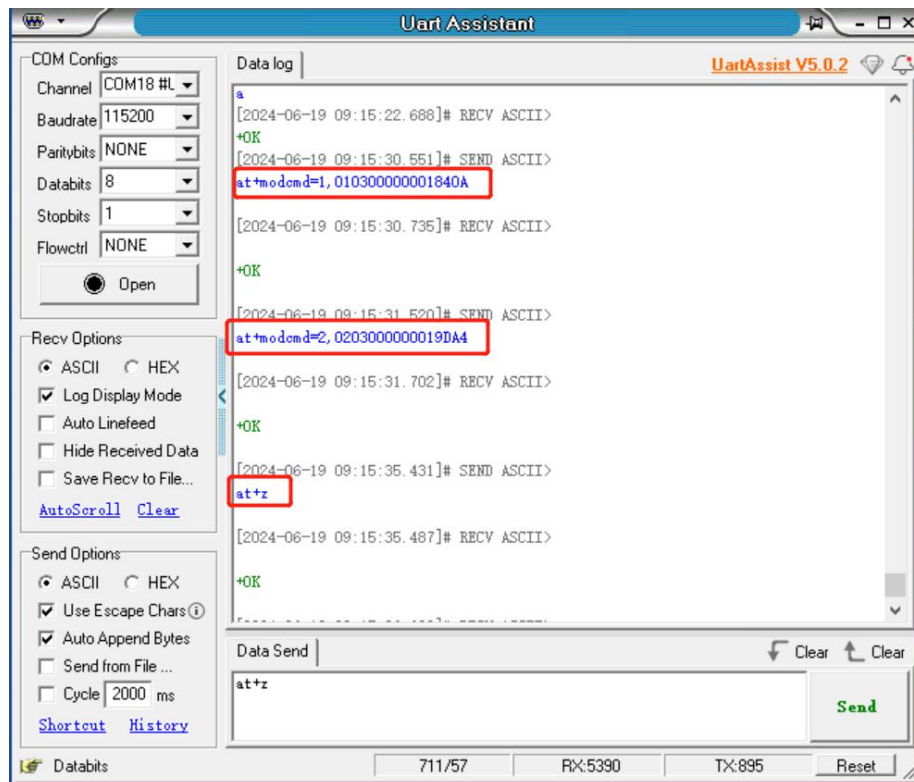 Uart Assistant
COM Configs
Channel COM18 #L
Baudrate 115200
Paritybits NONE
Databits 8
Stopbits 1
Flowctrl NONE
Open
Recv Options
ASCII HEX
Log Display Mode
Auto Linefeed
Hide Received Data
Save Recv to File...
AutoScroll Clear
Send Options
ASCII HEX
Use Escape Chars
Auto Append Bytes
Send from File ...
Cycle 2000 ms
Shortcut History
Data log
UartAssist V5.0.2
a
[2024-06-19 09:15:22.688]# RECV ASCII>
+OK
[2024-06-19 09:15:30.551]# SEND ASCII>
at+modcmd=1,010300000001840A
[2024-06-19 09:15:30.735]# RECV ASCII>
+OK
[2024-06-19 09:15:31.520]# SEND ASCII>
at+modcmd=2,0203000000019DA4
[2024-06-19 09:15:31.702]# RECV ASCII>
+OK
[2024-06-19 09:15:35.431]# SEND ASCII>
at+z
[2024-06-19 09:15:35.487]# RECV ASCII>
+OK
Data Send
Clear Clear
at+z
Send
Databits
711/57
RX:5390
TX:895
Reset